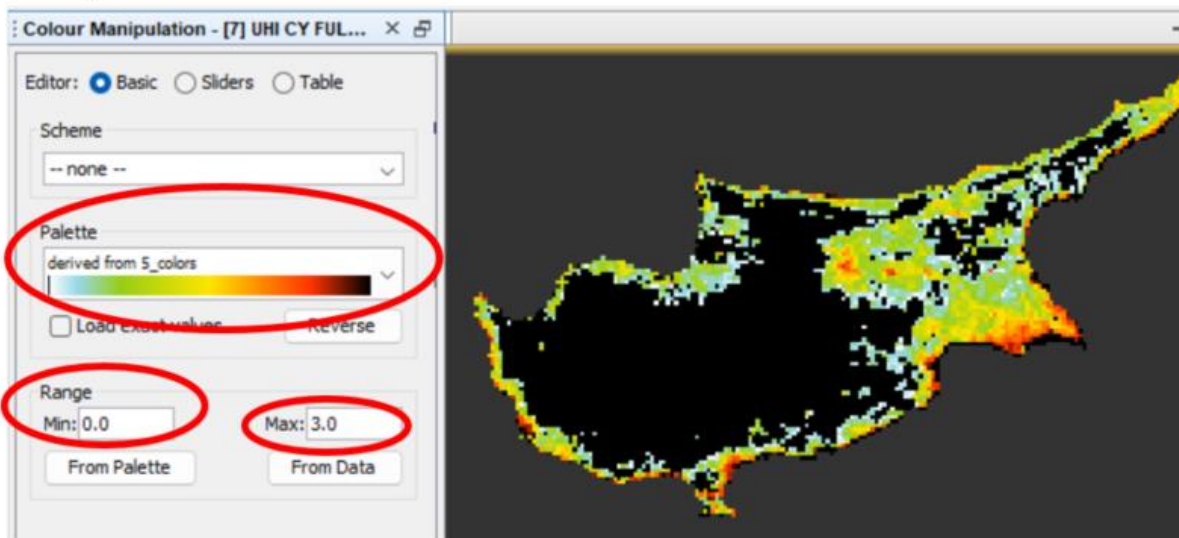 Colour Manipulation - [7] UHI CY FUL...
Editor: Basic Sliders Table
Scheme
-- none --
Palette
derived from 5_colors
Load exact values Reverse
Range
Min: 0.0 Max: 3.0
From Palette From Data